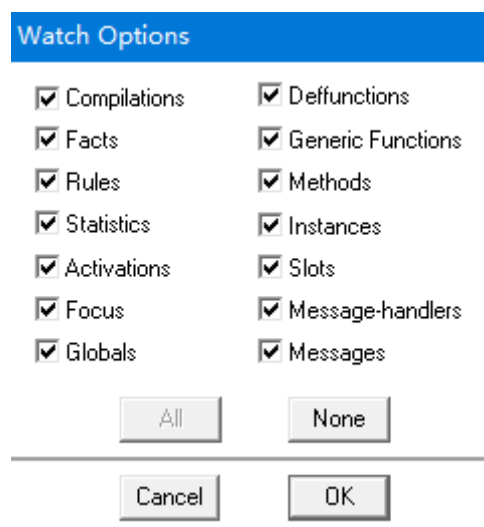 Watch Options
Compilations
Deffunctions
Facts
Generic Functions
Rules
Methods
Statistics
Instances
Activations
Slots
Focus
Message-handlers
Globals
Messages
All
None
Cancel
OK